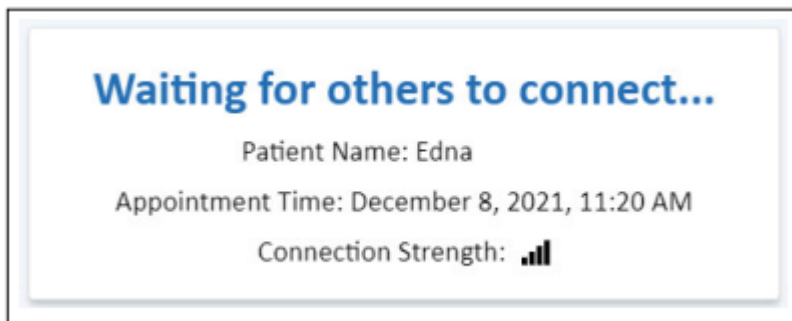 Waiting for others to connect...
Patient Name: Edna
Appointment Time: December 8, 2021, 11:20 AM
Connection Strength: